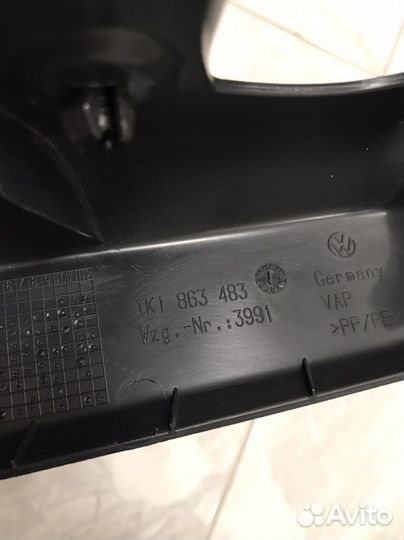 1K1 863 483
Wzg.-Nr.:3991
Germany
VAP
>PP/PE<
Avito